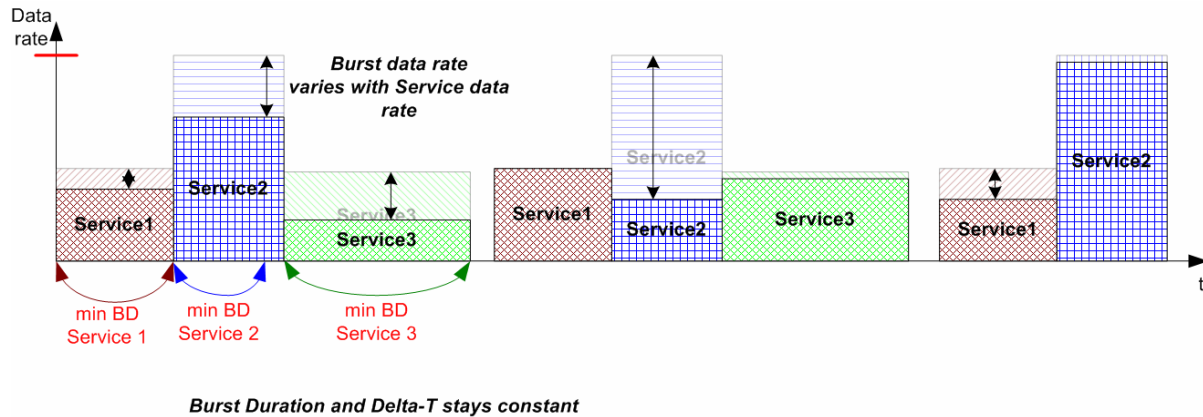 Data
rate
Burst data rate
varies with Service data
rate
Service1
Service2
Service3
Service3
Service1
Service2
Service2
Service3
Service1
Service2
t
min BD
Service 1
min BD
Service 2
min BD
Service 3
Burst Duration and Delta-T stays constant